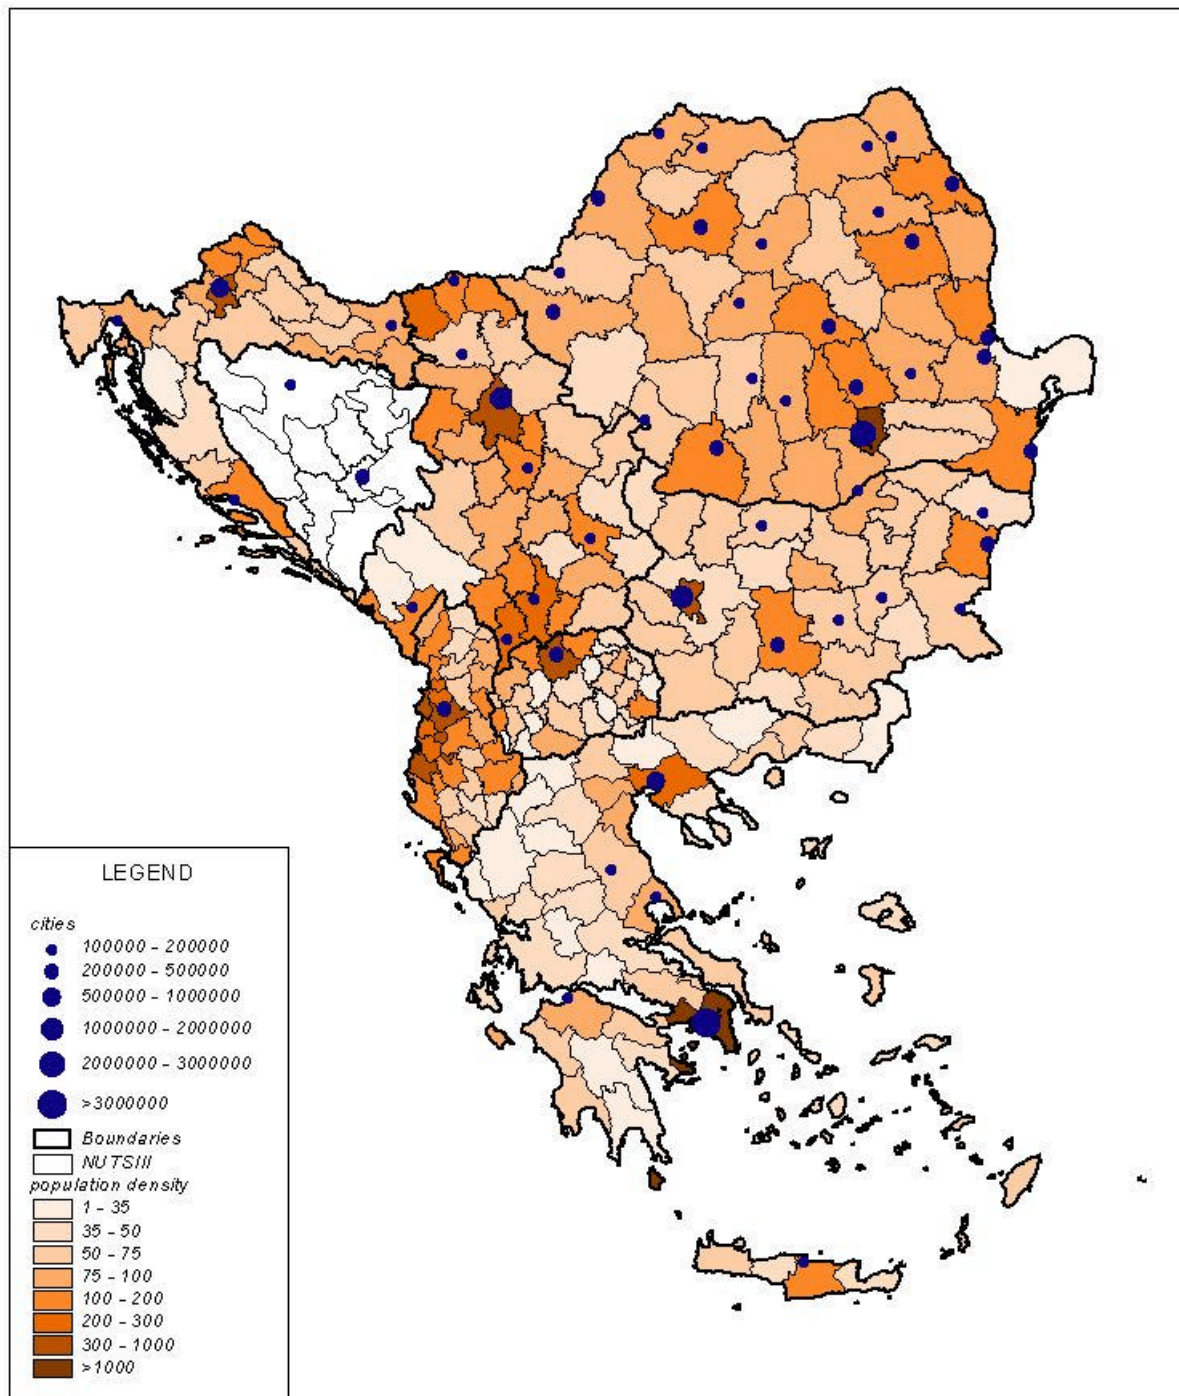 LEGEND
cities
100000 - 200000
200000 - 500000
500000 - 1000000
1000000 - 2000000
2000000 - 3000000
>3000000
Boundaries
NUTSIII
population density
1 - 35
35 - 50
50 - 75
75 - 100
100 - 200
200 - 300
300 - 1000
>1000